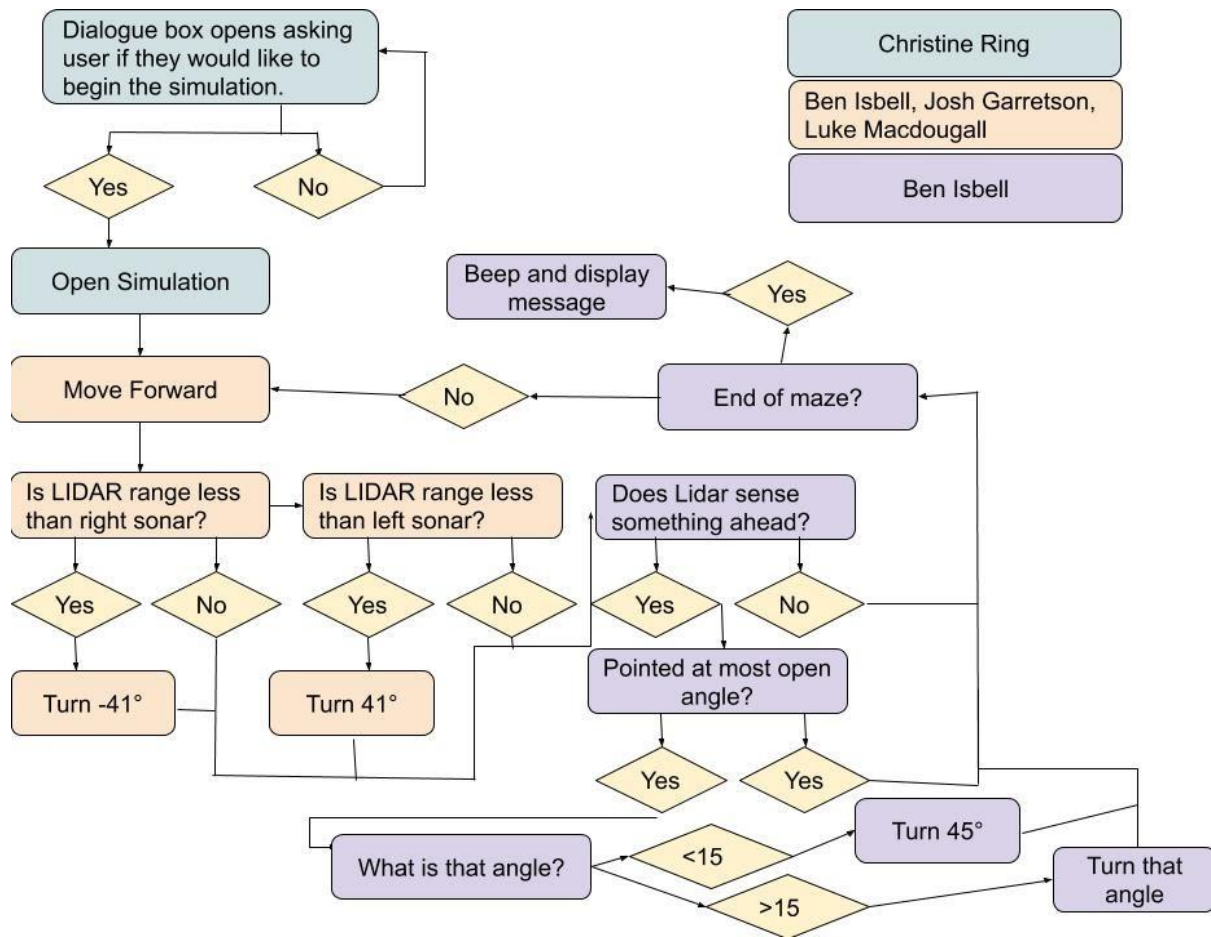 Dialogue box opens asking
user if they would like to
begin the simulation.
Christine Ring
Ben Isbell, Josh Garretson,
Luke Macdougall
Ben Isbell
Yes
No
Open Simulation
Beep and display
message
Yes
Move Forward
No
End of maze?
Is LIDAR range less
than right sonar?
Is LIDAR range less
than left sonar?
Does Lidar sense
something ahead?
Yes
No
Yes
No
Yes
No
Turn -41°
Turn 41°
Pointed at most open
angle?
Yes
Yes
What is that angle?
<15
Turn 45°
>15
Turn that
angle